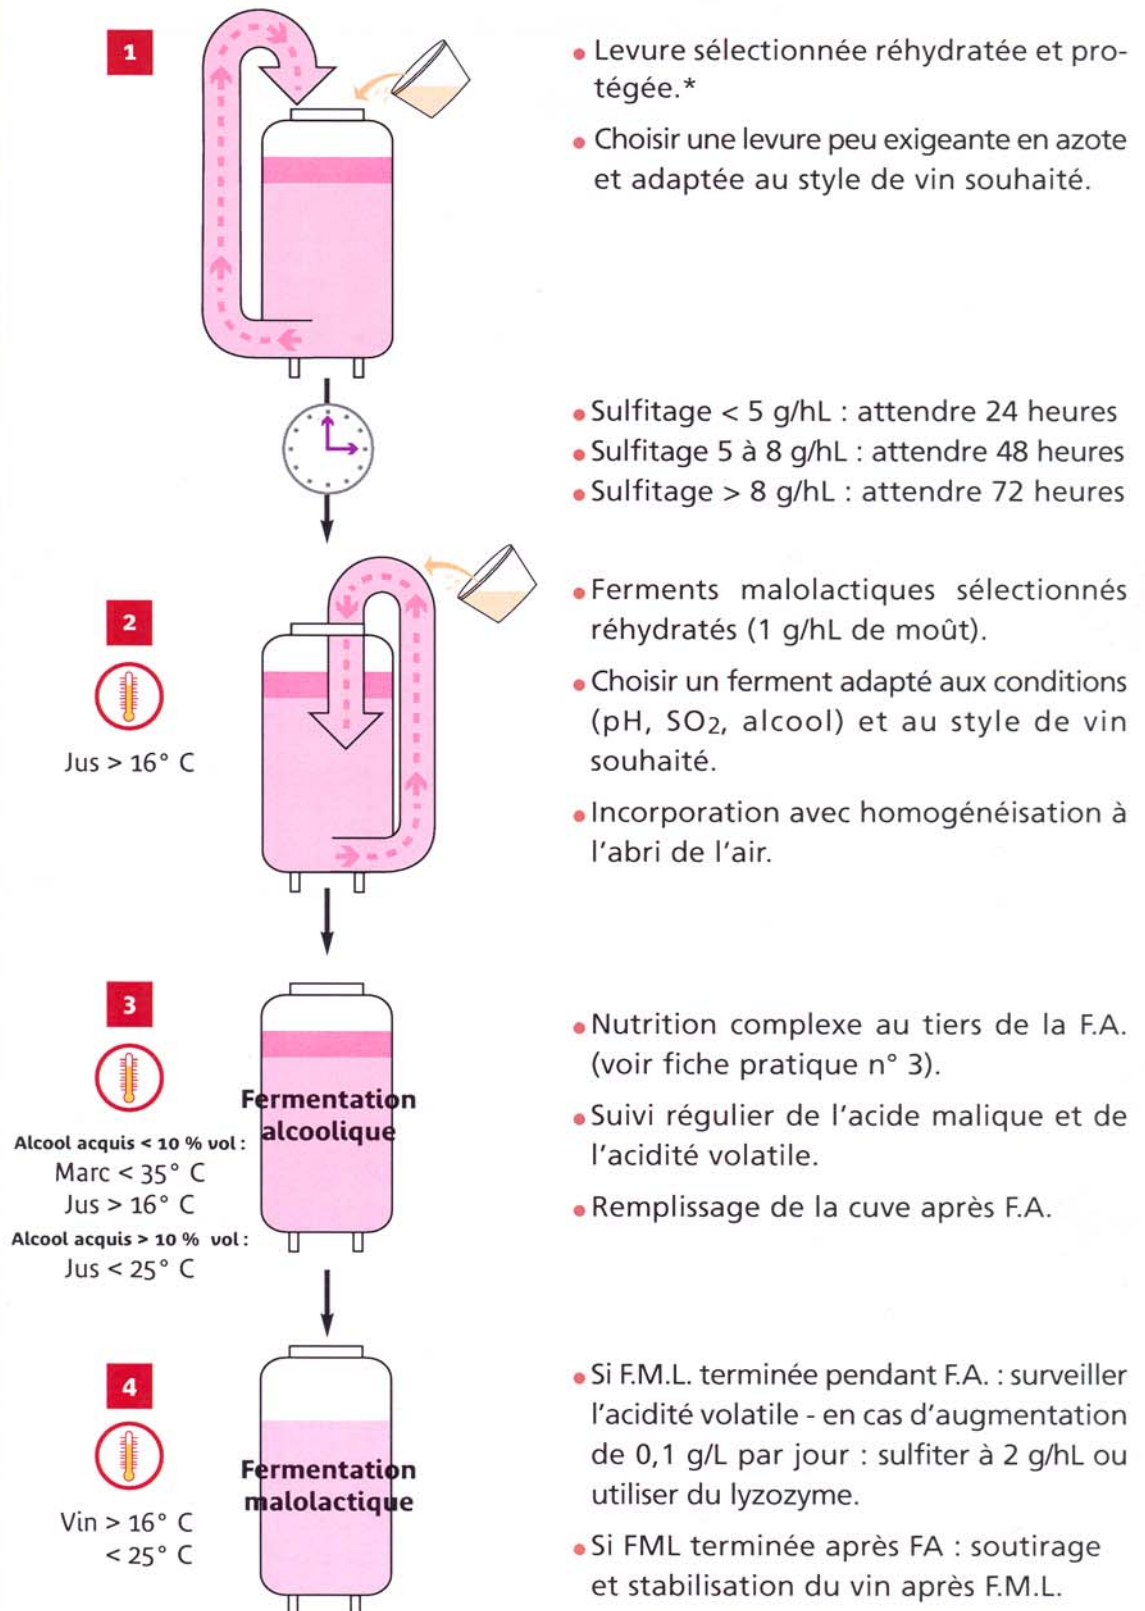 1
• Levure sélectionnée réhydratée et pro-
tégée.*
• Choisir une levure peu exigeante en azote
et adaptée au style de vin souhaité.
• Sulfitage < 5 g/hL : attendre 24 heures
• Sulfitage 5 à 8 g/hL : attendre 48 heures
• Sulfitage > 8 g/hL : attendre 72 heures
2
Jus > 16° C
• Ferments malolactiques sélectionnés
réhydratés (1 g/hL de moût).
• Choisir un ferment adapté aux conditions
(pH, SO2, alcool) et au style de vin
souhaité.
• Incorporation avec homogénéisation à
l'abri de l'air.
3
Alcool acquis < 10 % vol :
Marc < 35° C
Jus > 16° C
Alcool acquis > 10 % vol :
Jus < 25° C
Fermentation
alcoolique
• Nutrition complexe au tiers de la F.A.
(voir fiche pratique n° 3).
• Suivi régulier de l'acide malique et de
l'acidité volatile.
• Remplissage de la cuve après F.A.
4
Vin > 16° C
< 25° C
Fermentation
malolactique
• Si F.M.L. terminée pendant F.A. : surveiller
l'acidité volatile - en cas d'augmentation
de 0,1 g/L par jour : sulfiter à 2 g/hL ou
utiliser du lyzozyme.
• Si FML terminée après FA : soutirage
et stabilisation du vin après F.M.L.